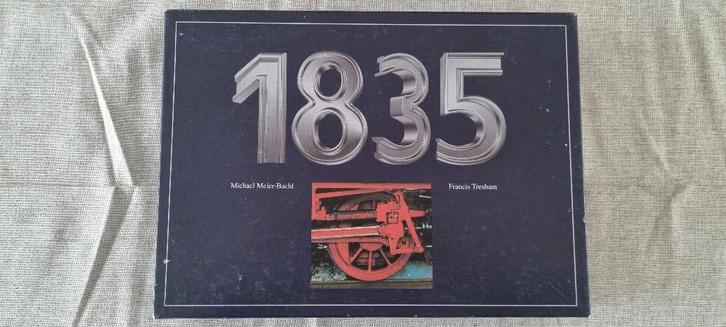 1835
Michael Meier-Bachl
Francis Tresham